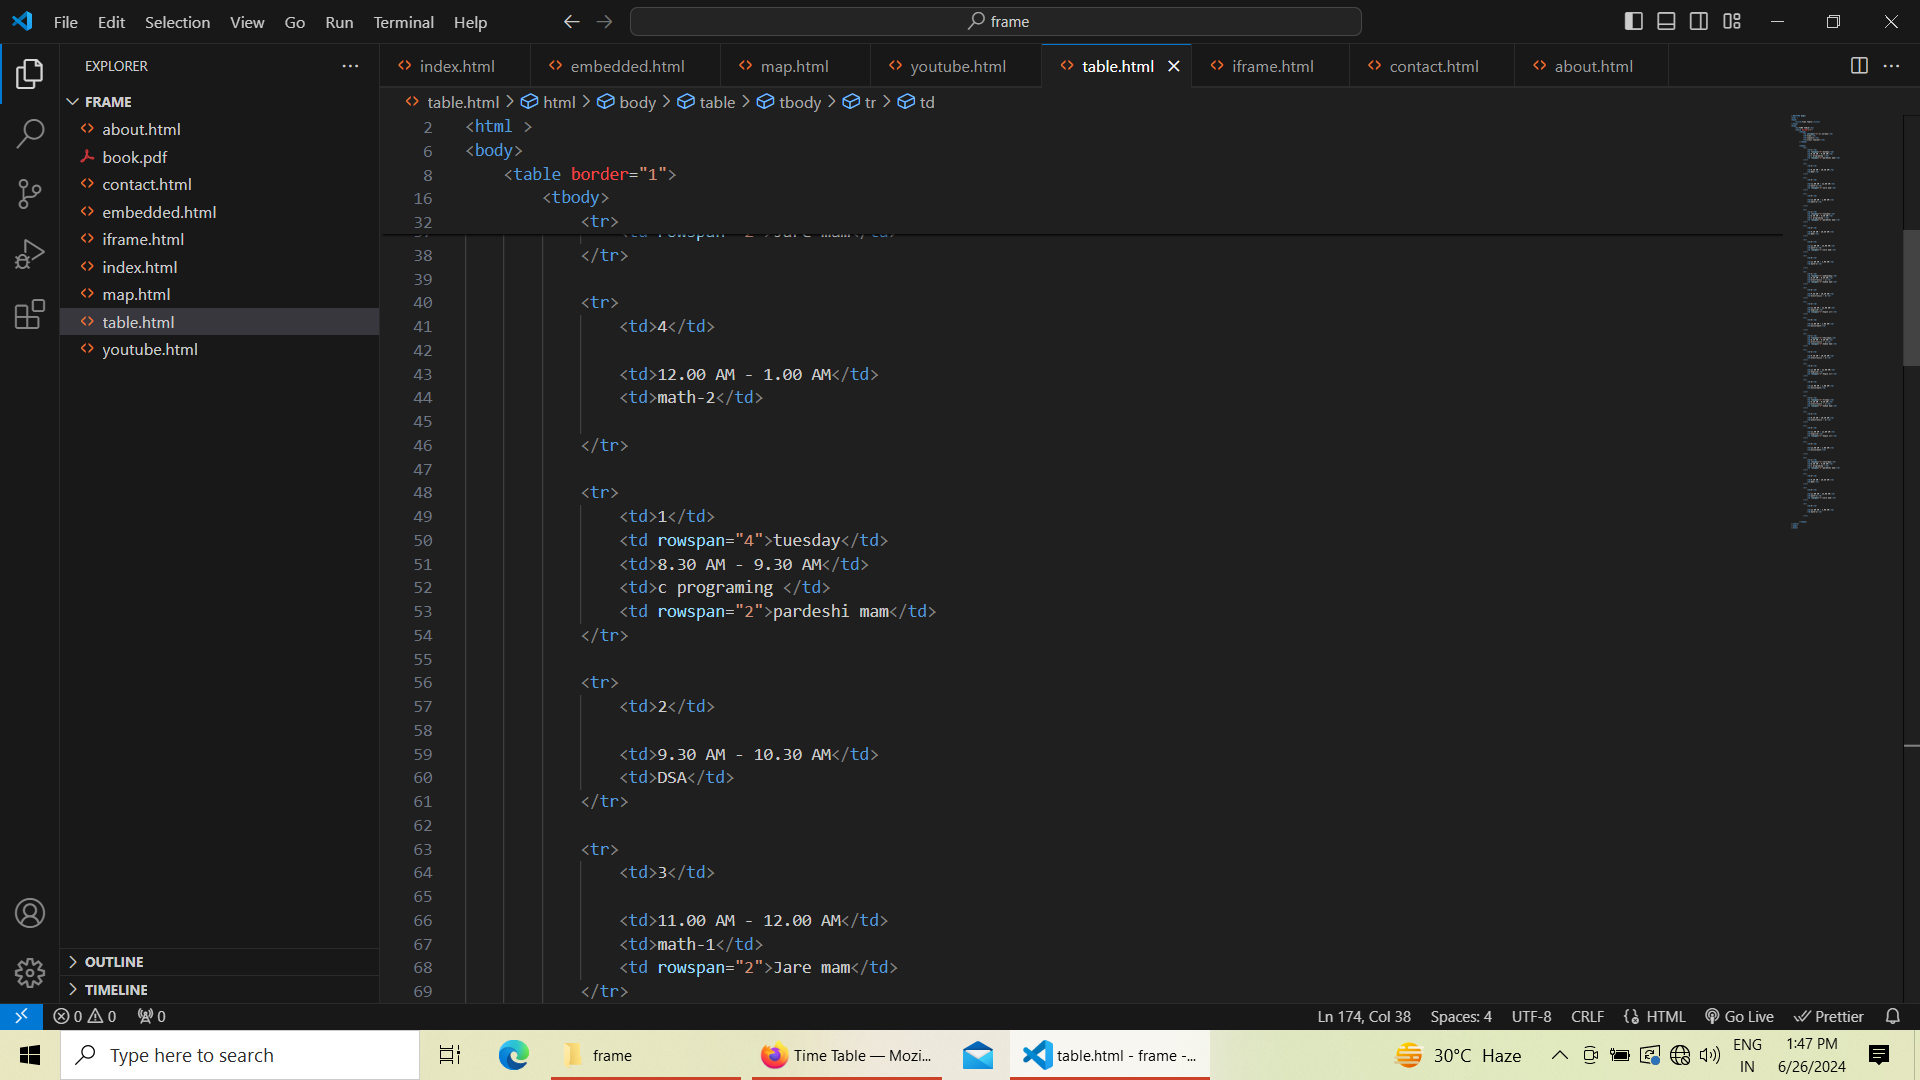 File Edit Selection View Go Run Terminal Help
frame
EXPLORER
FRAME
about.html
book.pdf
contact.html
embedded.html
iframe.html
index.html
map.html
table.html
youtube.html
OUTLINE
TIMELINE
index.html embedded.html map.html youtube.html table.html iframe.html contact.html about.html
table.html > html > body > table > tbody > tr > td
2 <html >
6 <body>
8 <table border="1">
16 <tbody>
32 <tr>
38 </tr>
39
40 <tr>
41 <td>4</td>
42
43 <td>12.00 AM - 1.00 AM</td>
44 <td>math-2</td>
45
46 </tr>
47
48 <tr>
49 <td>1</td>
50 <td rowspan="4">tuesday</td>
51 <td>8.30 AM - 9.30 AM</td>
52 <td>c programing </td>
53 <td rowspan="2">pardeshi mam</td>
54 </tr>
55
56 <tr>
57 <td>2</td>
58
59 <td>9.30 AM - 10.30 AM</td>
60 <td>DSA</td>
61 </tr>
62
63 <tr>
64 <td>3</td>
65
66 <td>11.00 AM - 12.00 AM</td>
67 <td>math-1</td>
68 <td rowspan="2">Jare mam</td>
69 </tr>
0 0 0 Ln 174, Col 38 Spaces: 4 UTF-8 CRLF HTML Go Live Prettier
Type here to search frame Time Table — Mozi... table.html - frame -... 30°C Haze ENG IN 1:47 PM 6/26/2024